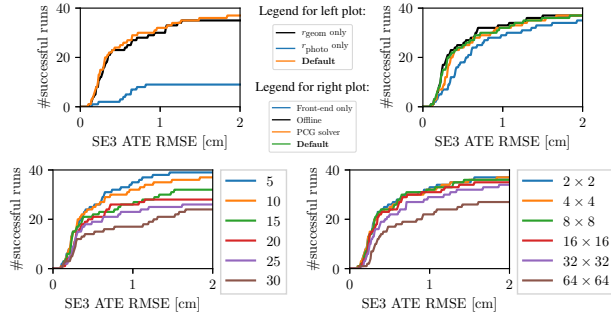 40
20
0
0
1
2
#successful runs
SE3 ATE RMSE [cm]
Legend for left plot:
r_geom only
r_photo only
Default
Legend for right plot:
Front-end only
Offline
PCG solver
Default
40
20
0
0
1
2
#successful runs
SE3 ATE RMSE [cm]
40
20
0
0
1
2
#successful runs
SE3 ATE RMSE [cm]
5
10
15
20
25
30
40
20
0
0
1
2
#successful runs
SE3 ATE RMSE [cm]
2 × 2
4 × 4
8 × 8
16 × 16
32 × 32
64 × 64